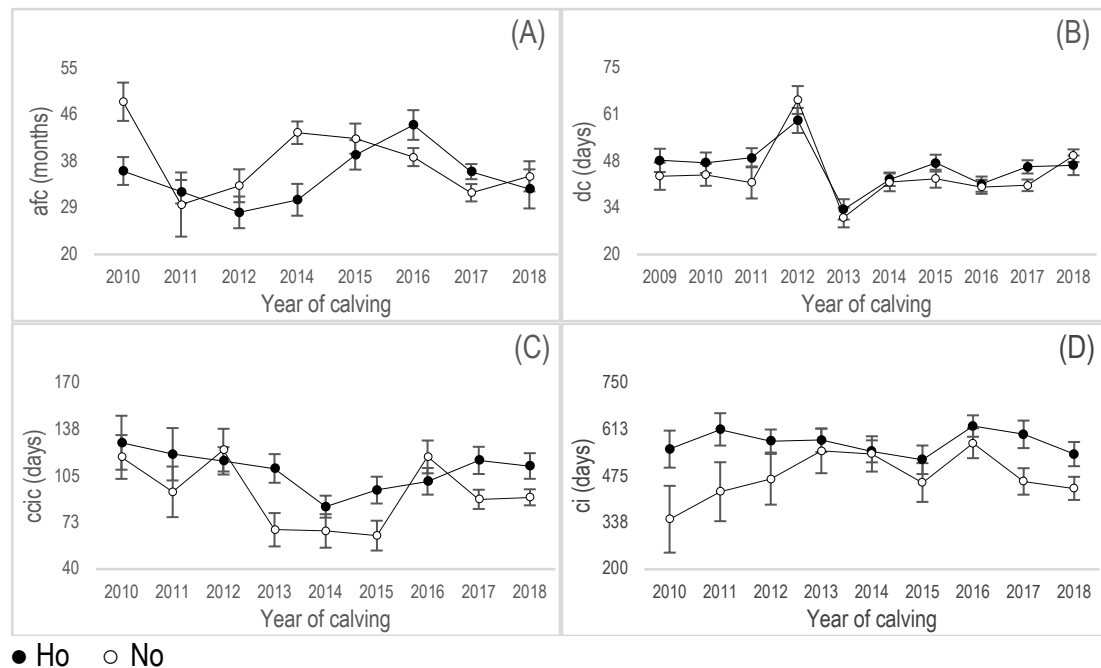 (A)
afc (months)
55
46
38
29
20
2010 2011 2012 2014 2015 2016 2017 2018
Year of calving
(B)
dc (days)
75
61
48
34
20
2009 2010 2011 2012 2013 2014 2015 2016 2017 2018
Year of calving
(C)
ccic (days)
170
138
105
73
40
2010 2011 2012 2013 2014 2015 2016 2017 2018
Year of calving
(D)
ci (days)
750
613
475
338
200
2010 2011 2012 2013 2014 2015 2016 2017 2018
Year of calving
Ho No